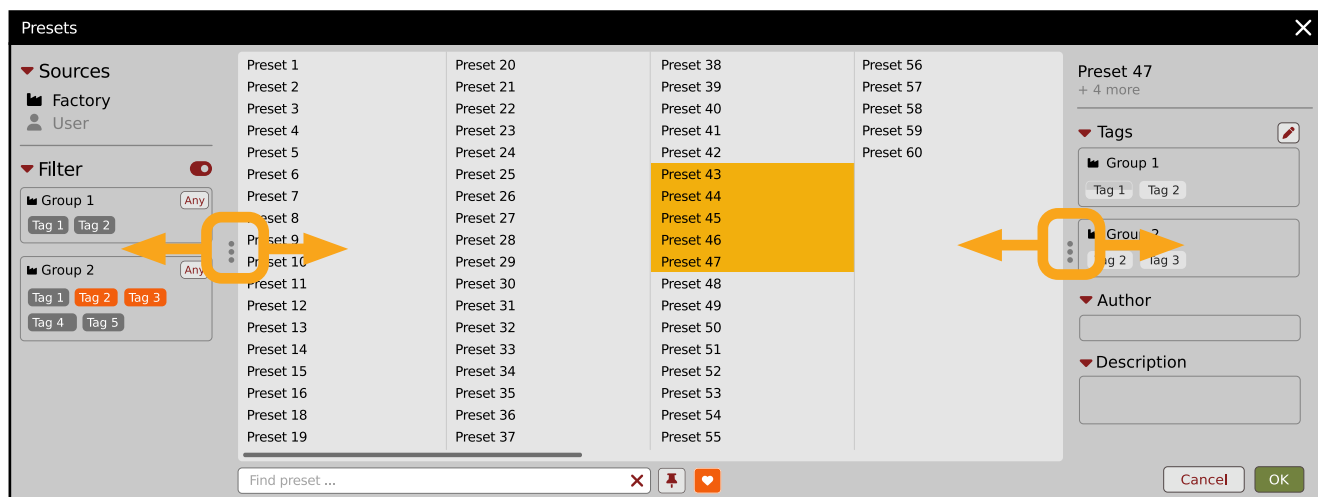 Presets
Sources
Factory
User
Filter
Group 1
Any
Tag 1
Tag 2
Group 2
Any
Tag 1
Tag 2
Tag 3
Tag 4
Tag 5
Preset 1
Preset 2
Preset 3
Preset 4
Preset 5
Preset 6
Preset 7
Preset 8
Preset 9
Preset 10
Preset 11
Preset 12
Preset 13
Preset 14
Preset 15
Preset 16
Preset 18
Preset 19
Preset 20
Preset 21
Preset 22
Preset 23
Preset 24
Preset 25
Preset 26
Preset 27
Preset 28
Preset 29
Preset 30
Preset 31
Preset 32
Preset 33
Preset 34
Preset 35
Preset 36
Preset 37
Preset 38
Preset 39
Preset 40
Preset 41
Preset 42
Preset 43
Preset 44
Preset 45
Preset 46
Preset 47
Preset 48
Preset 49
Preset 50
Preset 51
Preset 52
Preset 53
Preset 54
Preset 55
Preset 56
Preset 57
Preset 58
Preset 59
Preset 60
Find preset ...
Preset 47
+ 4 more
Tags
Group 1
Tag 1
Tag 2
Group 2
Tag 2
Tag 3
Author
Description
Cancel
OK